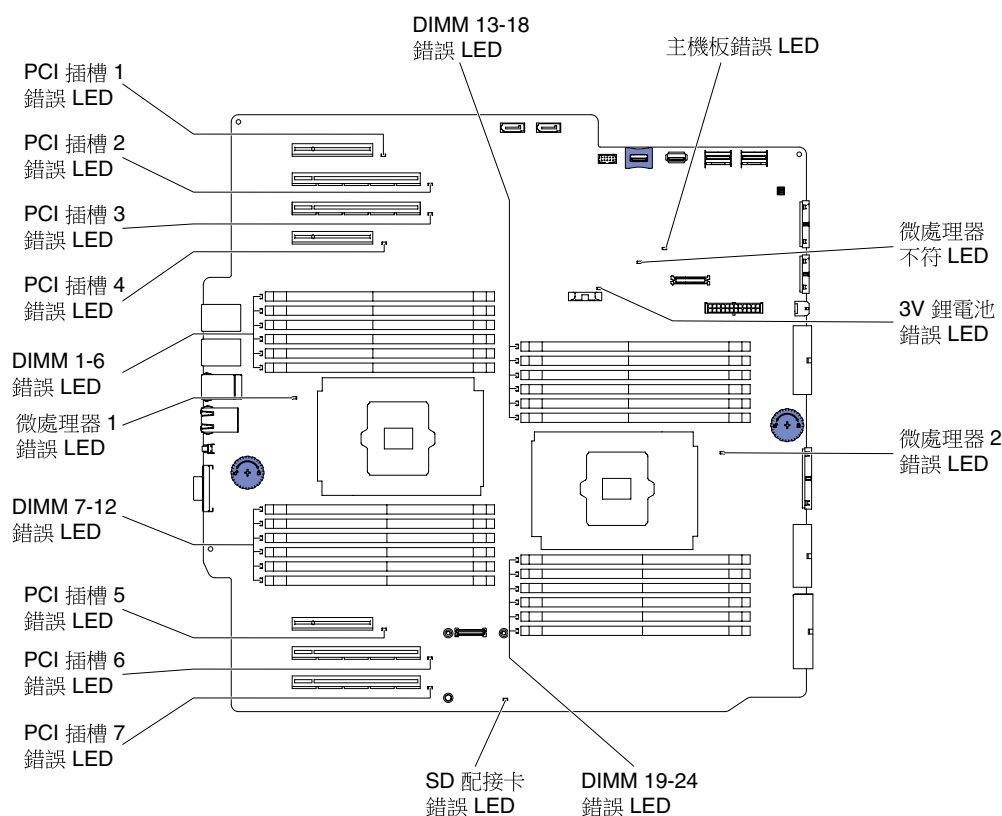 DIMM 13-18
錯誤 LED
主機板錯誤 LED
PCI 插槽 1
錯誤 LED
PCI 插槽 2
錯誤 LED
PCI 插槽 3
錯誤 LED
PCI 插槽 4
錯誤 LED
DIMM 1-6
錯誤 LED
微處理器 1
錯誤 LED
DIMM 7-12
錯誤 LED
PCI 插槽 5
錯誤 LED
PCI 插槽 6
錯誤 LED
PCI 插槽 7
錯誤 LED
微處理器
不符 LED
3V 鋰電池
錯誤 LED
微處理器 2
錯誤 LED
SD 配接卡
錯誤 LED
DIMM 19-24
錯誤 LED